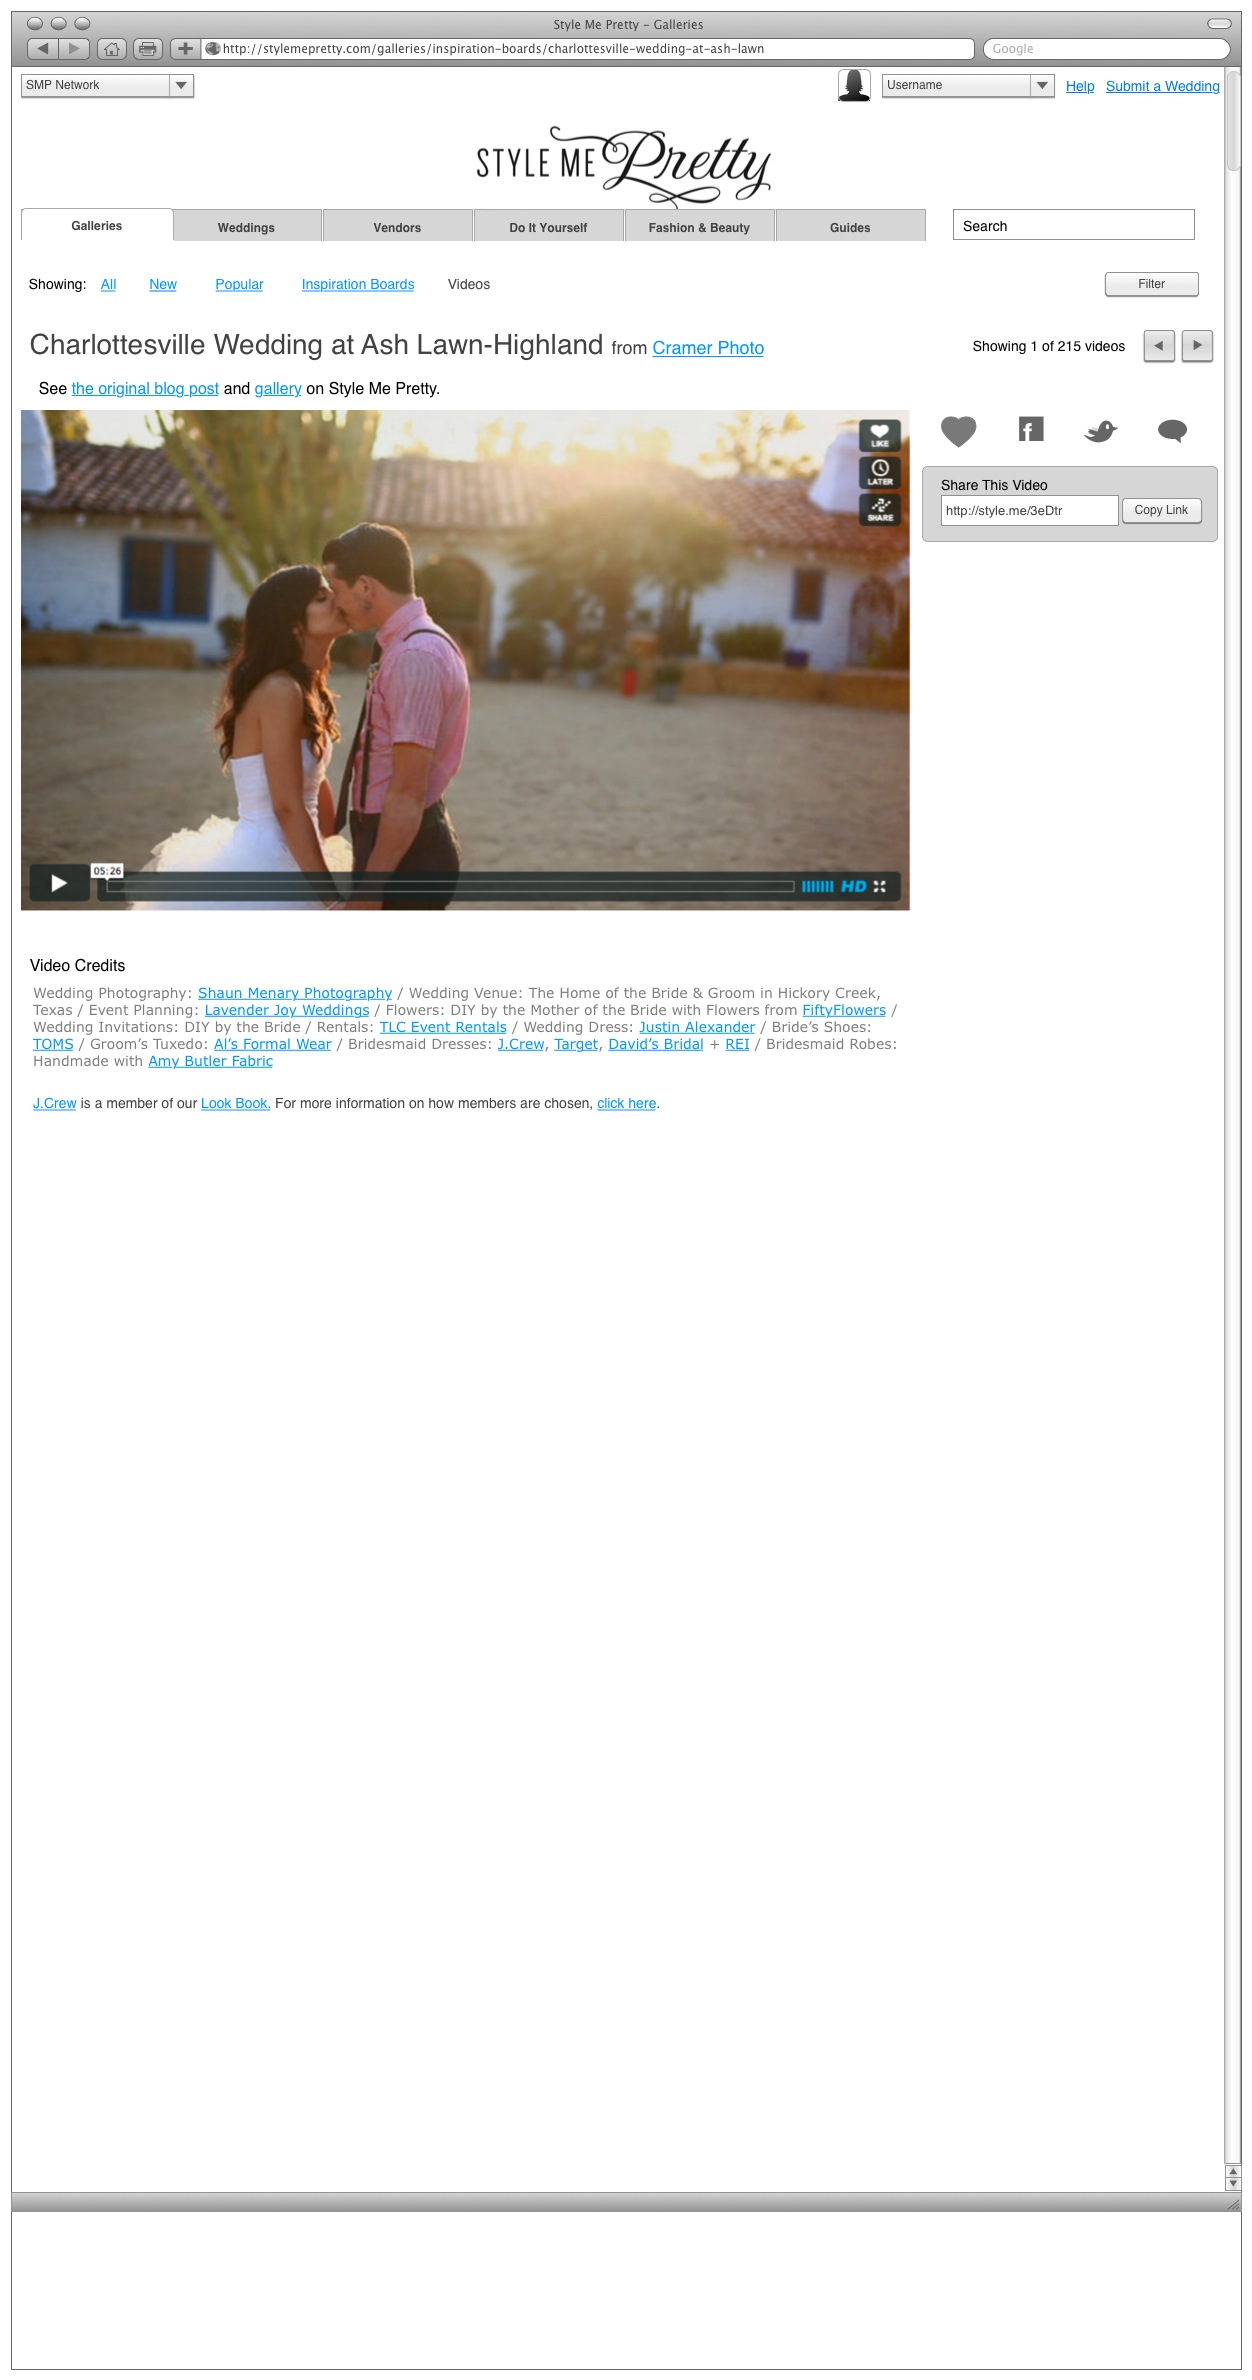 Style Me Pretty - Galleries
http://stylemepretty.com/galleries/inspiration-boards/charlottesville-wedding-at-ash-lawn
Google
SMP Network
Username
Help
Submit a Wedding
STYLE ME Pretty
Galleries
Weddings
Vendors
Do It Yourself
Fashion & Beauty
Guides
Search
Showing: All New Popular Inspiration Boards Videos
Filter
Charlottesville Wedding at Ash Lawn-Highland from Cramer Photo
Showing 1 of 215 videos
See the original blog post and gallery on Style Me Pretty.
LIKE
LATER
SHARE
f
Share This Video
http://style.me/3eDtr
Copy Link
05:26
HD
Video Credits
Wedding Photography: Shaun Menary Photography / Wedding Venue: The Home of the Bride & Groom in Hickory Creek,
Texas / Event Planning: Lavender Joy Weddings / Flowers: DIY by the Mother of the Bride with Flowers from FiftyFlowers /
Wedding Invitations: DIY by the Bride / Rentals: TLC Event Rentals / Wedding Dress: Justin Alexander / Bride's Shoes:
TOMS / Groom's Tuxedo: Al's Formal Wear / Bridesmaid Dresses: J.Crew, Target, David's Bridal + REI / Bridesmaid Robes:
Handmade with Amy Butler Fabric
J.Crew is a member of our Look Book. For more information on how members are chosen, click here.